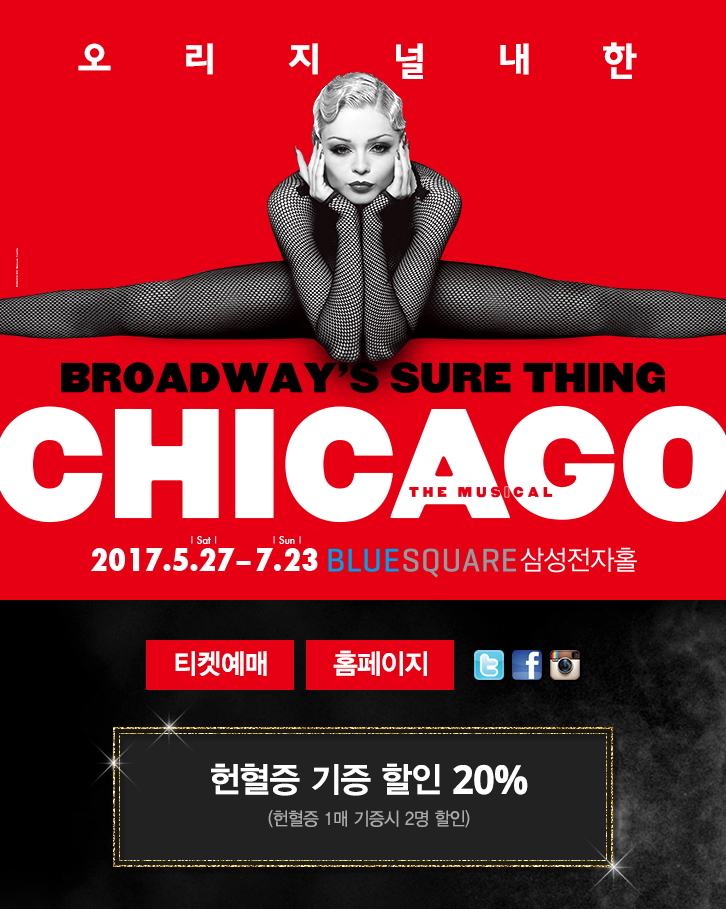 오리지널내한
BROADWAY'S SURE THING
CHICAGO
THE MUSICAL
| Sat | | Sun |
2017.5.27–7.23 BLUESQUARE 삼성전자홀
티켓예매 홈페이지
헌혈증 기증 할인 20%
(헌혈증 1매 기증시 2명 할인)